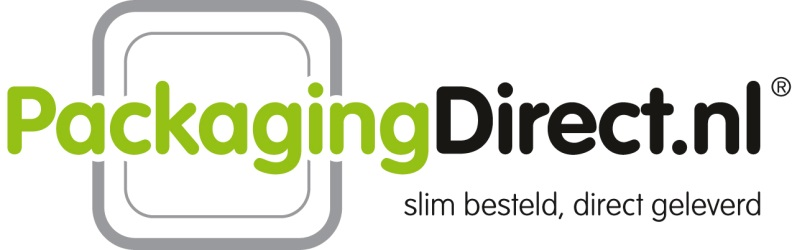 PackagingDirect.nl®
slim besteld, direct geleverd